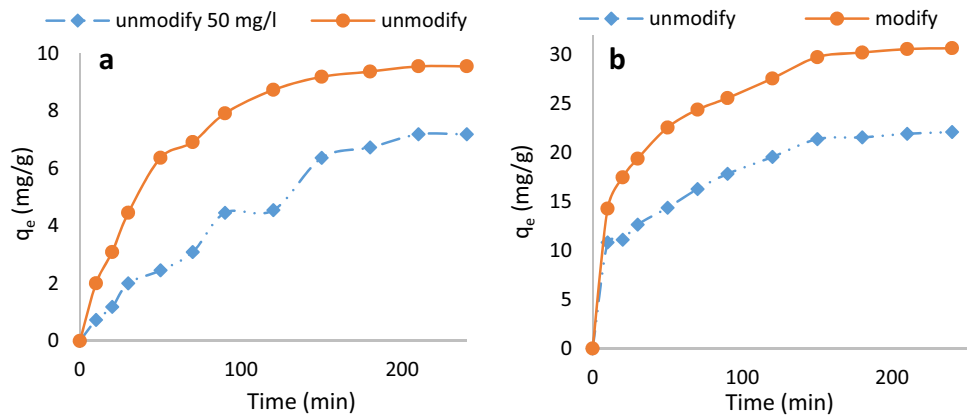 unmodify 50 mg/l unmodify
a
10
8
6
4
2
0
qe (mg/g)
0 100 200
Time (min)
unmodify modify
b
30
25
20
15
10
5
0
qe (mg/g)
0 100 200
Time (min)